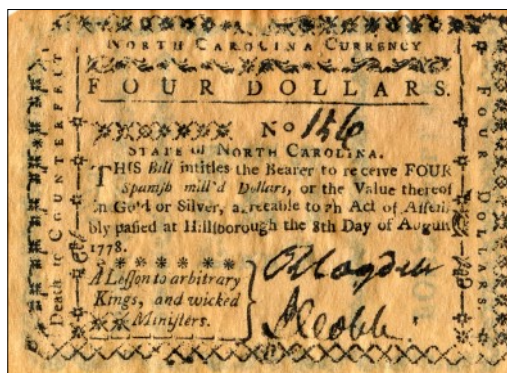 NORTH CAROLINA CURRENCY
FOUR DOLLARS.
No 156
STATE of NORTH CAROLINA.
THIS Bill intitles the Bearer to receive FOUR
Spanish mill'd Dollars, or the Value thereof
in Gold or Silver, agreeable to an Act of Assem
bly passed at Hillsborough the 8th Day of August
1778.
A Lesson to arbitrary
Kings, and wicked
Ministers.
J Cobb.
Death to COUNTERFEIT
FOUR DOLLARS